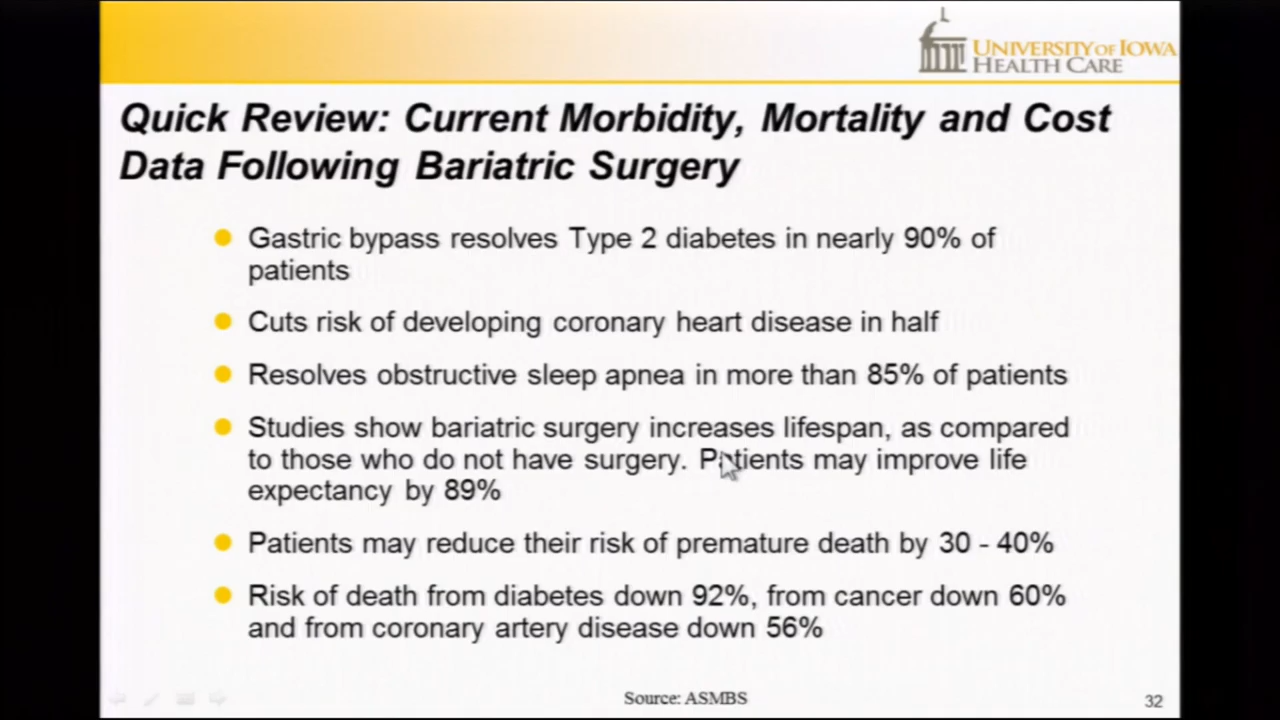 UNIVERSITY OF IOWA
HEALTH CARE
Quick Review: Current Morbidity, Mortality and Cost
Data Following Bariatric Surgery
Gastric bypass resolves Type 2 diabetes in nearly 90% of
patients
Cuts risk of developing coronary heart disease in half
Resolves obstructive sleep apnea in more than 85% of patients
Studies show bariatric surgery increases lifespan, as compared
to those who do not have surgery. Patients may improve life
expectancy by 89%
Patients may reduce their risk of premature death by 30 - 40%
Risk of death from diabetes down 92%, from cancer down 60%
and from coronary artery disease down 56%
Source: ASMBS
32